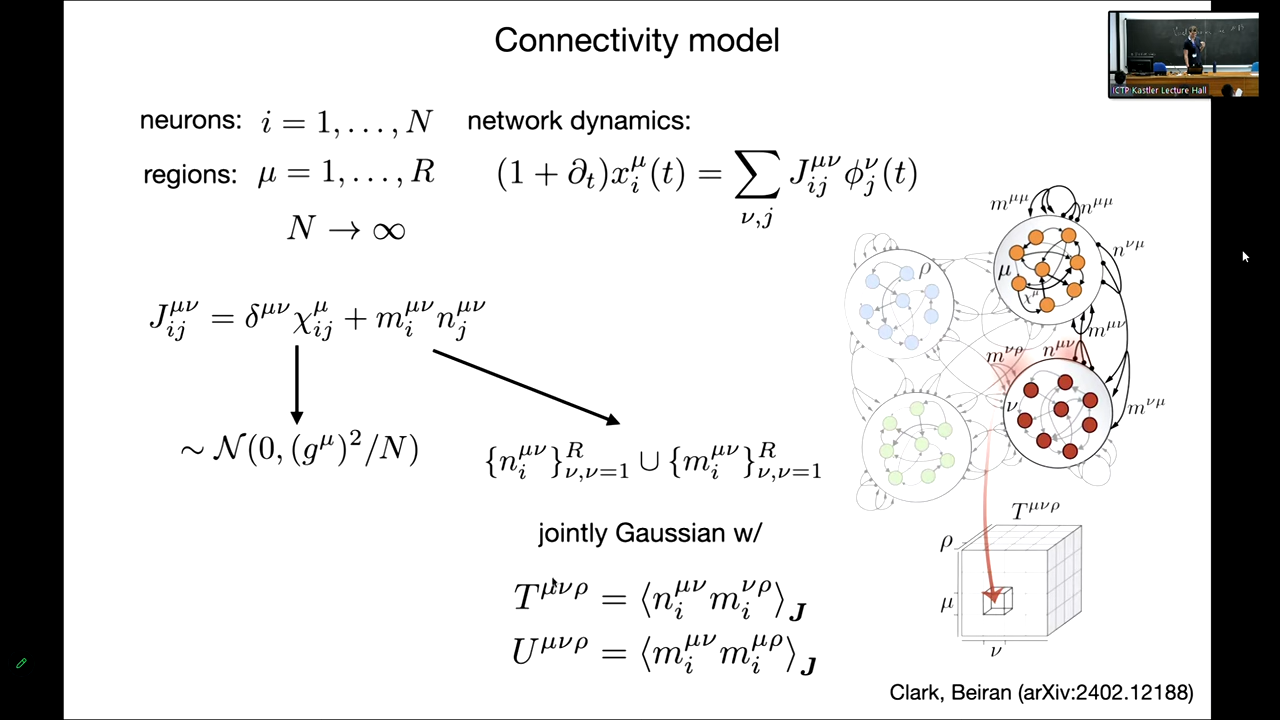 Connectivity model
ICTP Kastler Lecture Hall
neurons: i = 1, . . . , N
network dynamics:
regions: μ = 1, . . . , R
(1 + ∂_t)x_i^μ(t) = ∑_{ν,j} J_{ij}^{μν} φ_j^ν(t)
N → ∞
J_{ij}^{μν} = δ^{μν} χ_{ij}^μ + m_i^{μν} n_j^{μν}
∼ N(0, (g^μ)^2/N)
{n_i^{μν}}_{ν,ν=1}^R ∪ {m_i^{μν}}_{ν,ν=1}^R
jointly Gaussian w/
T^{μνρ} = ⟨n_i^{μν} m_i^{νρ}⟩_J
U^{μνρ} = ⟨m_i^{μν} m_i^{μρ}⟩_J
m^{μμ}
n^{μμ}
n^{νμ}
ρ
μ
χ^μ
m^{μν}
m^{νρ}
n^{μν}
ν
m^{νμ}
T^{μνρ}
ρ
μ
ν
Clark, Beiran (arXiv:2402.12188)